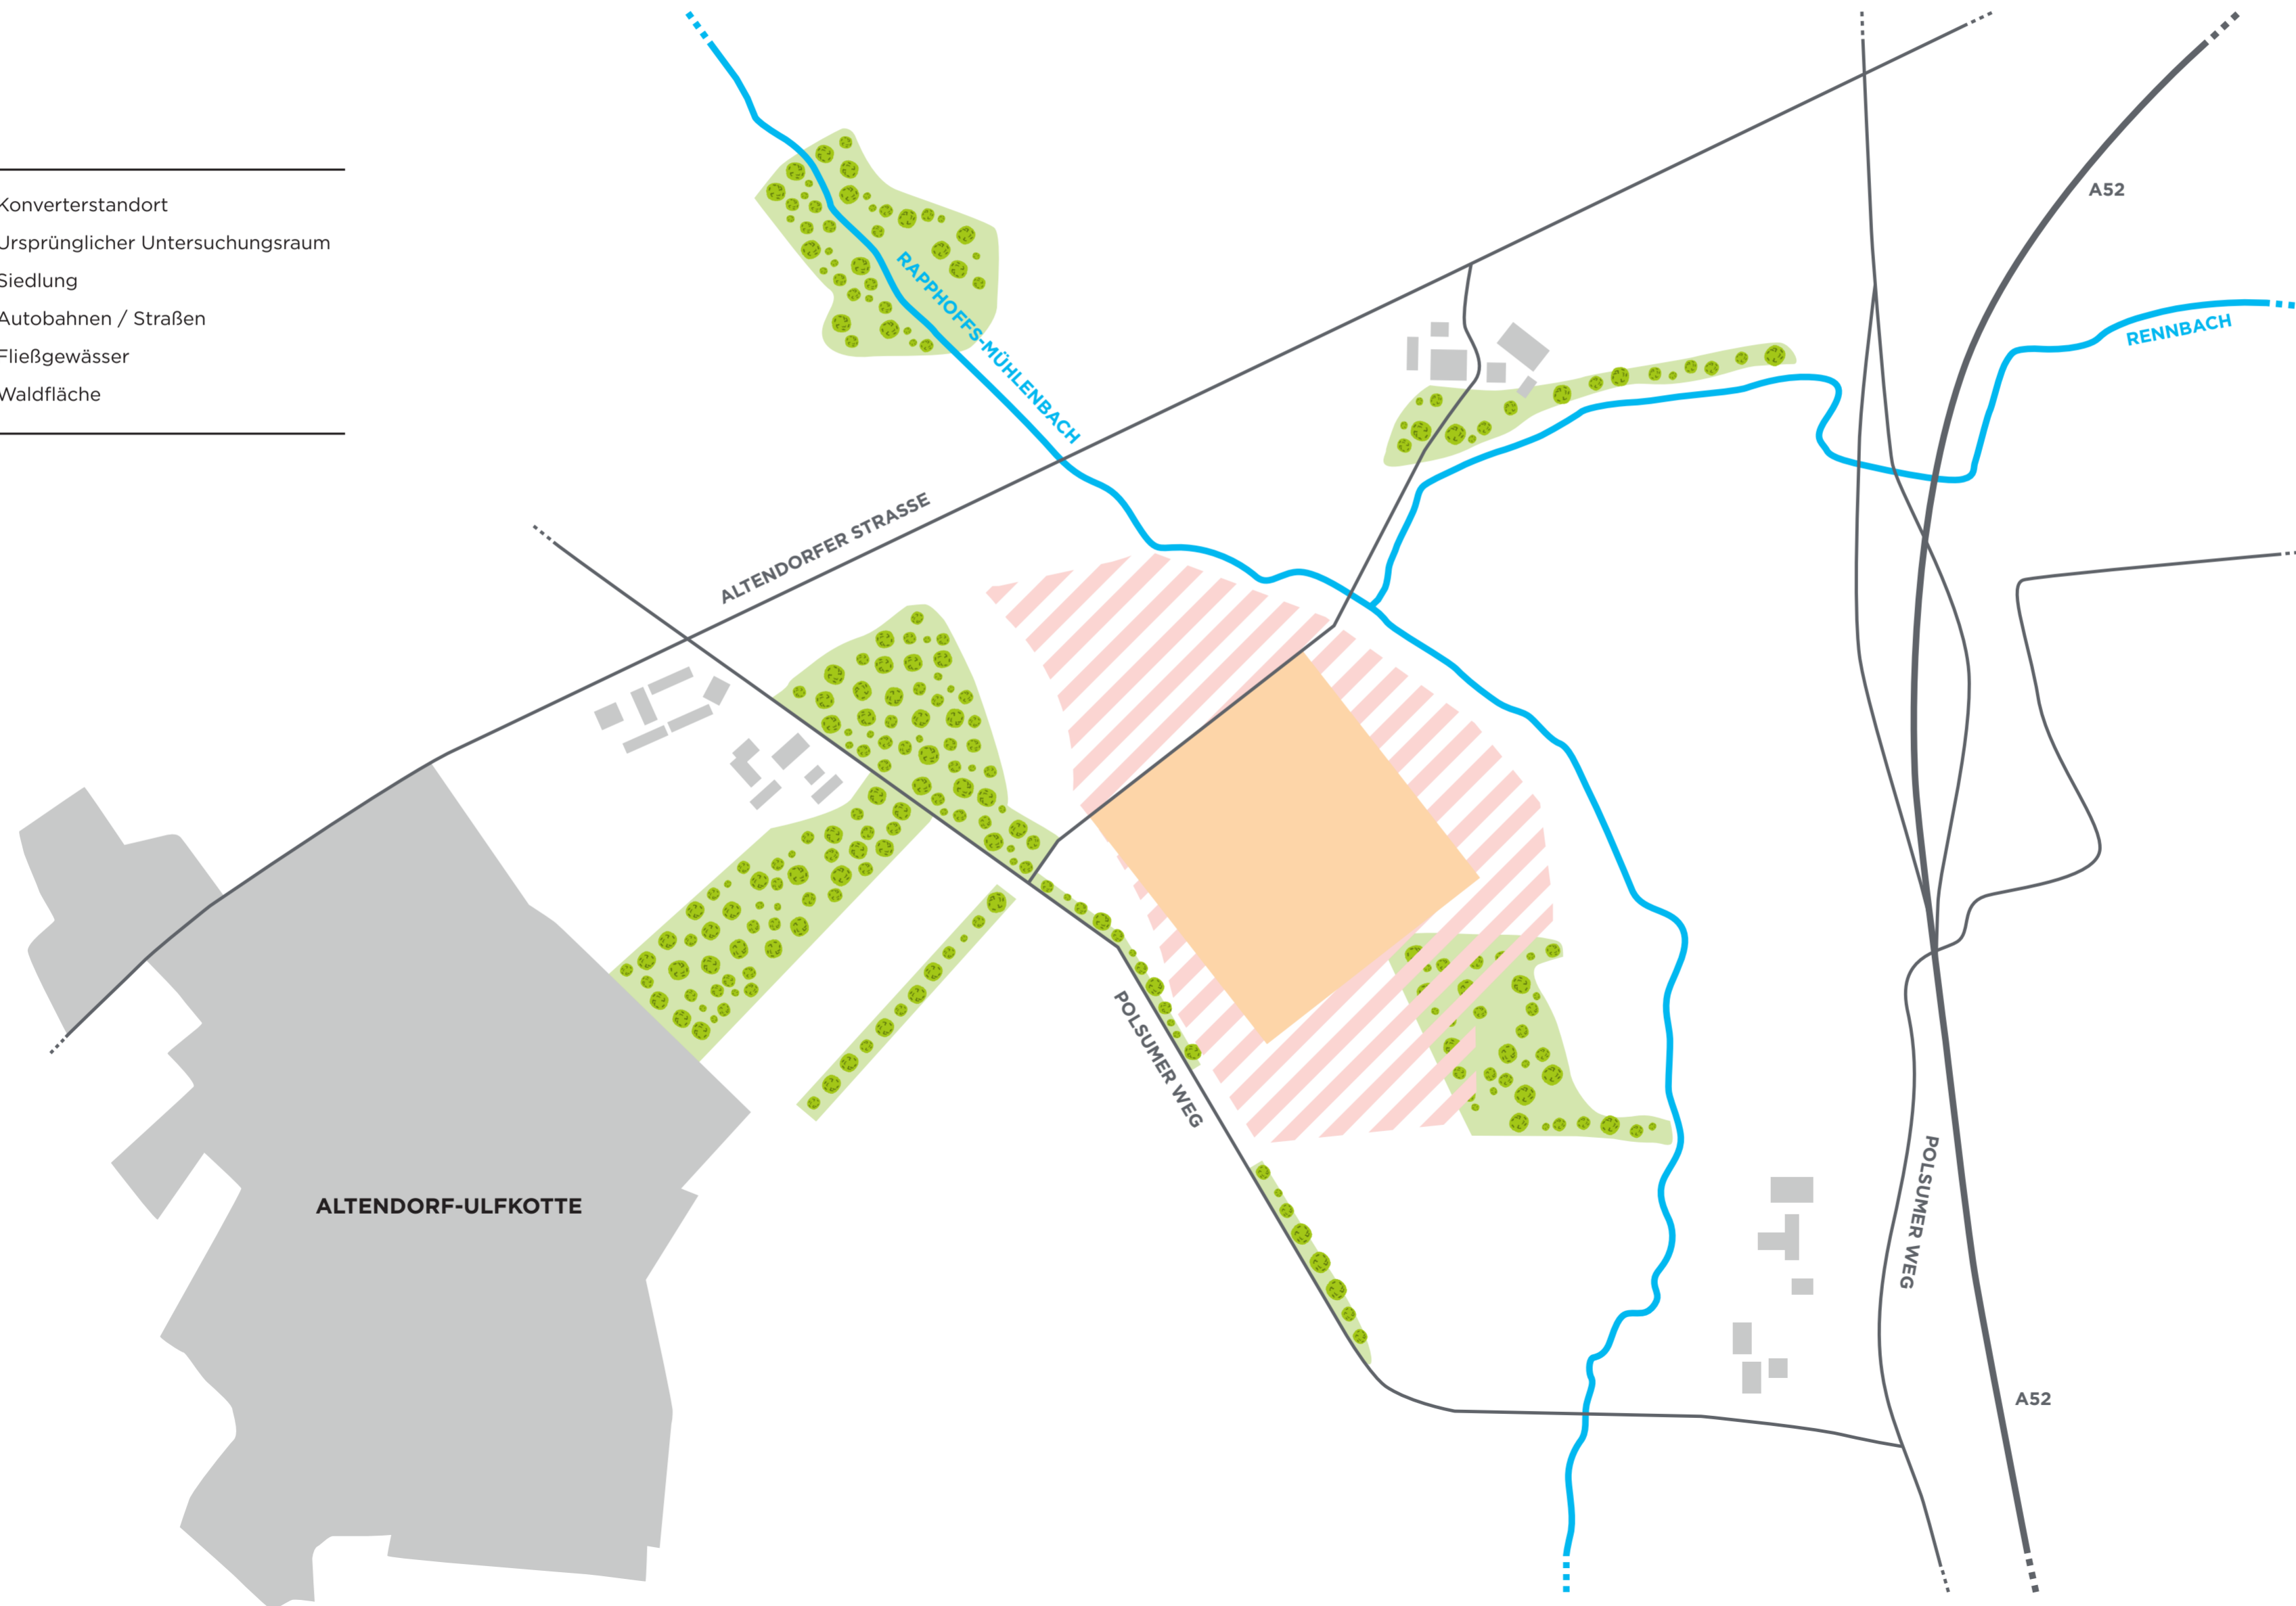 Konverterstandort
Ursprünglicher Untersuchungsraum
Siedlung
Autobahnen / Straßen
Fließgewässer
Waldfläche
A52
RENNBACH
RAPPHOFFS-MÜHLENBACH
ALTENDORFER STRASSE
POLSUMER WEG
ALTENDORF-ULFKOTTE
POLSUMER WEG
A52